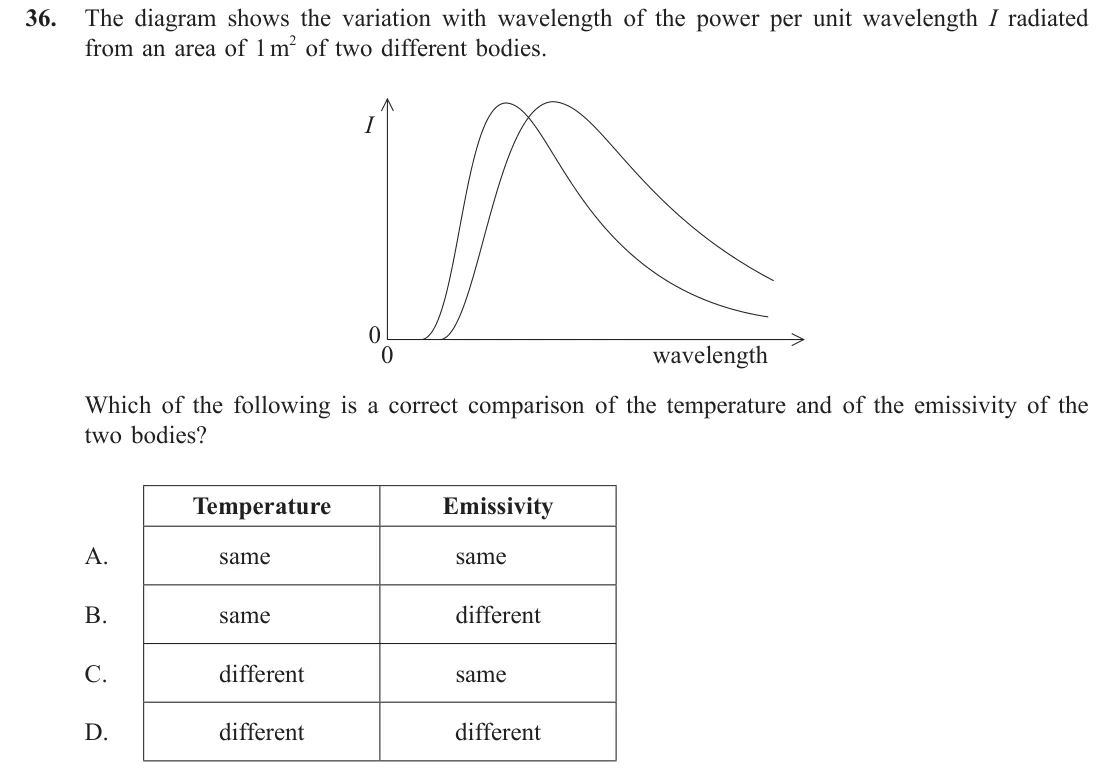 36. The diagram shows the variation with wavelength of the power per unit wavelength I radiated
from an area of 1 m² of two different bodies.
I
0
0
wavelength
Which of the following is a correct comparison of the temperature and of the emissivity of the
two bodies?
Temperature Emissivity
A. same same
B. same different
C. different same
D. different different